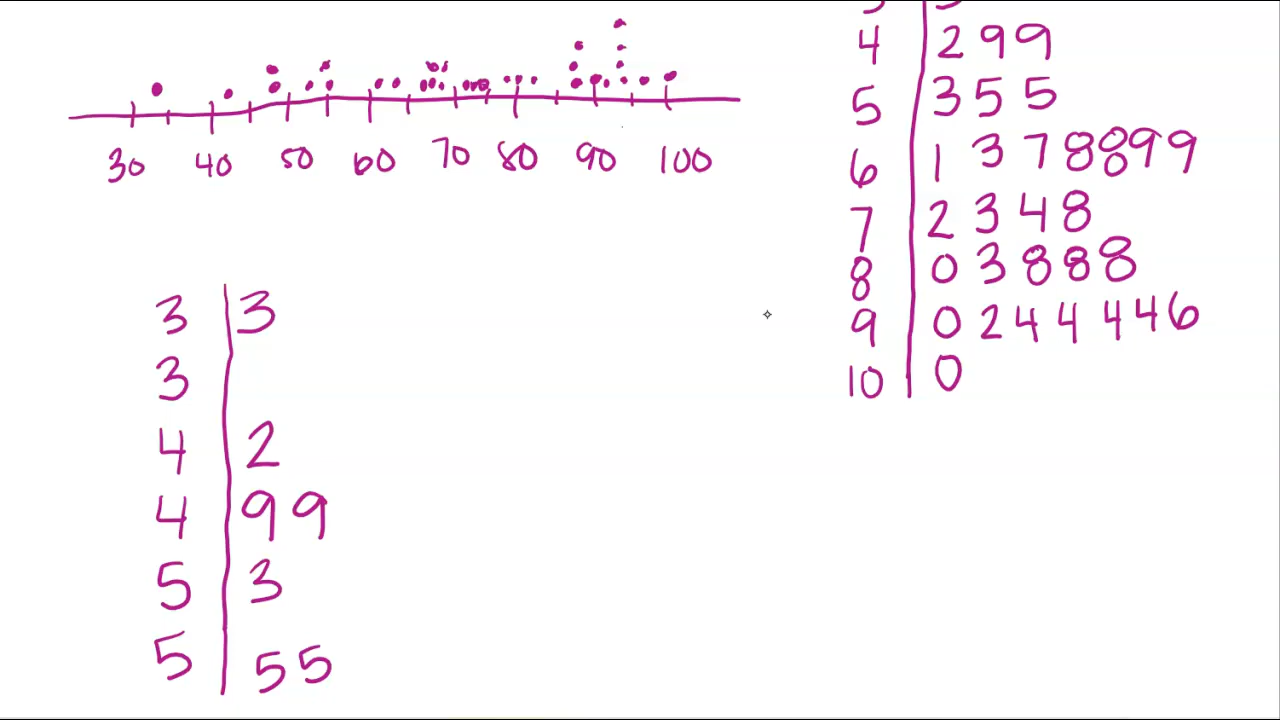 30 40 50 60 70 80 90 100
3 3
4 2 9 9
5 3 5 5
6 1 3 7 8 8 9 9
7 2 3 4 8
8 0 3 8 8 8
9 0 2 4 4 4 4 6
10 0
3 3
3
4 2
4 9 9
5 3
5 5 5